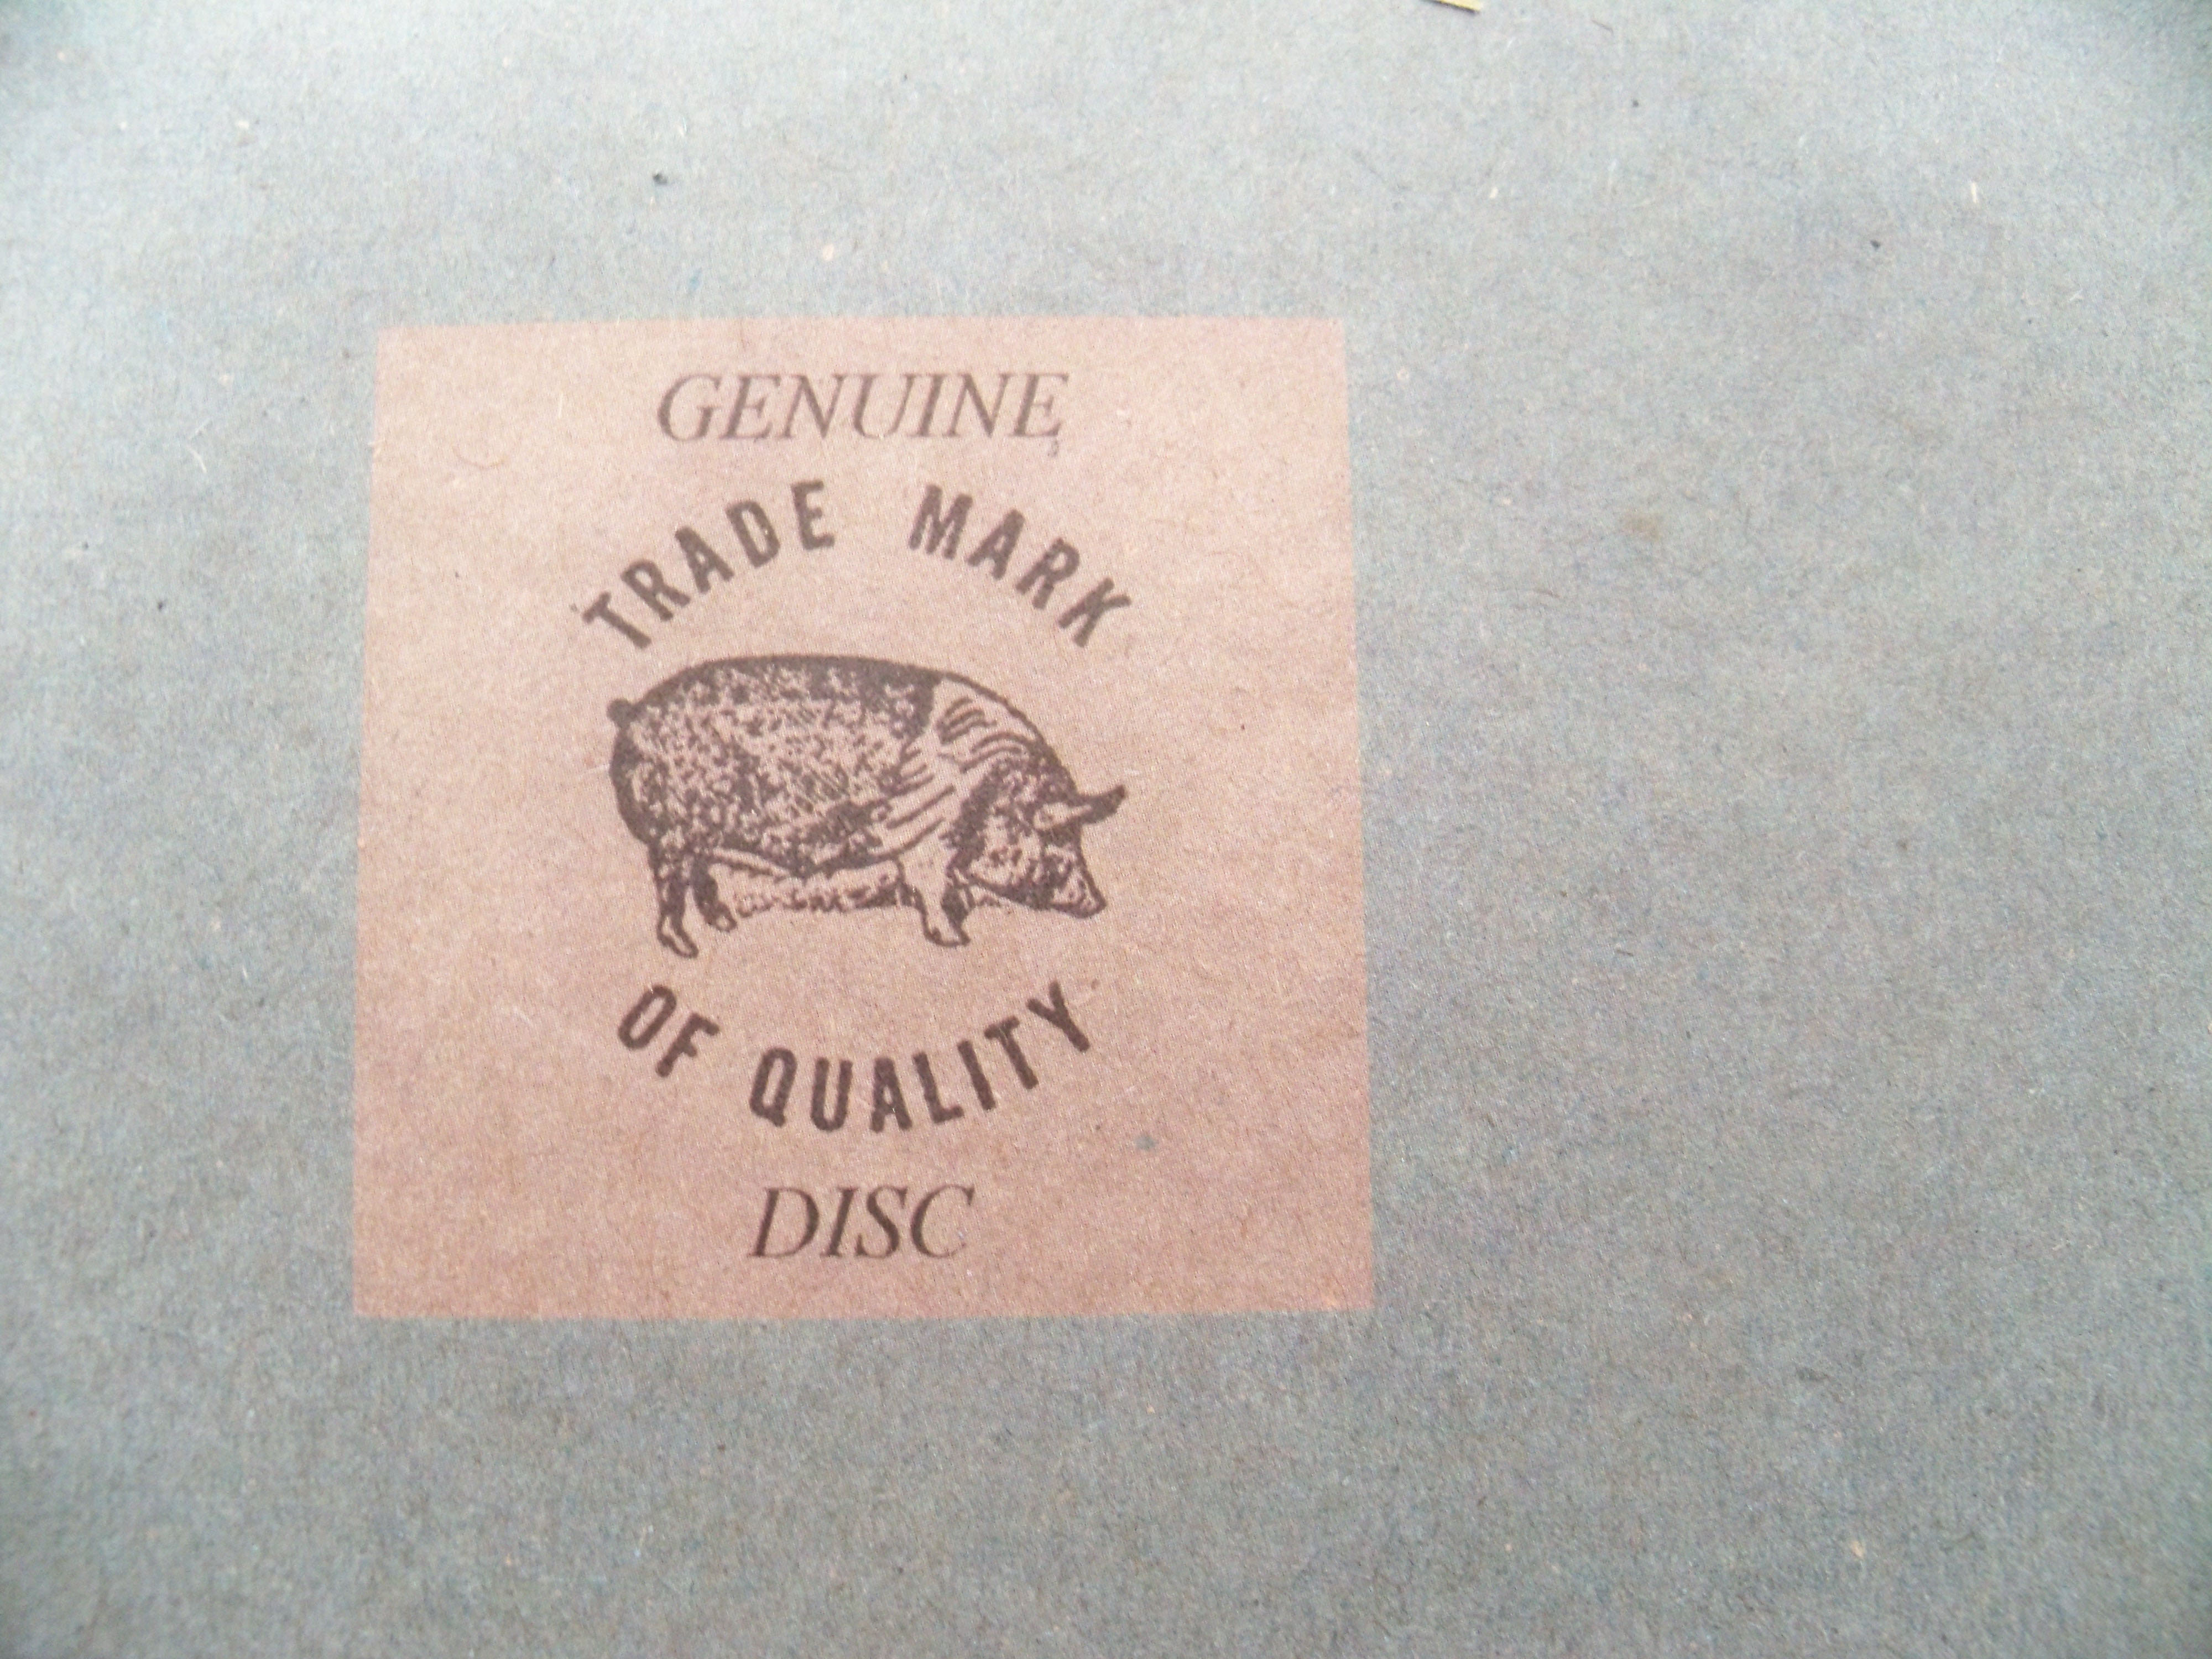 GENUINE
TRADE MARK
OF QUALITY
DISC